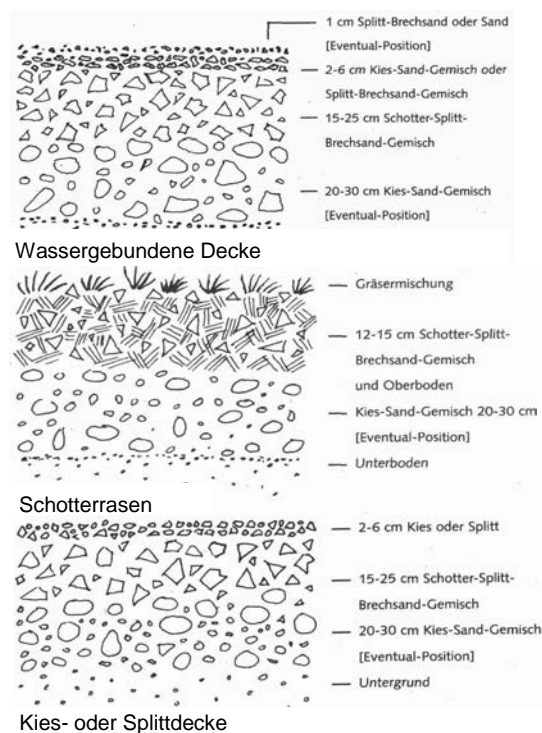 1 cm Splitt-Brechsand oder Sand
[Eventual-Position]
2-6 cm Kies-Sand-Gemisch oder
Splitt-Brechsand-Gemisch
15-25 cm Schotter-Splitt-
Brechsand-Gemisch
20-30 cm Kies-Sand-Gemisch
[Eventual-Position]
Wassergebundene Decke
Gräsermischung
12-15 cm Schotter-Splitt-
Brechsand-Gemisch
und Oberboden
Kies-Sand-Gemisch 20-30 cm
[Eventual-Position]
Unterboden
Schotterrasen
2-6 cm Kies oder Splitt
15-25 cm Schotter-Splitt-
Brechsand-Gemisch
20-30 cm Kies-Sand-Gemisch
[Eventual-Position]
Untergrund
Kies- oder Splittdecke